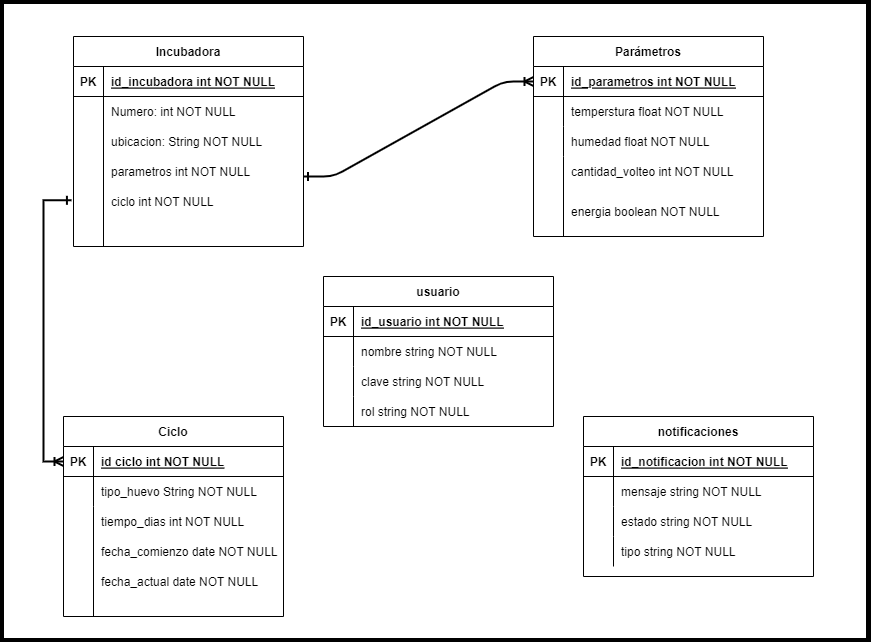 Incubadora
PK id_incubadora int NOT NULL
Numero: int NOT NULL
ubicacion: String NOT NULL
parametros int NOT NULL
ciclo int NOT NULL
Parámetros
PK id_parametros int NOT NULL
temperstura float NOT NULL
humedad float NOT NULL
cantidad_volteo int NOT NULL
energia boolean NOT NULL
usuario
PK id_usuario int NOT NULL
nombre string NOT NULL
clave string NOT NULL
rol string NOT NULL
Ciclo
PK id ciclo int NOT NULL
tipo_huevo String NOT NULL
tiempo_dias int NOT NULL
fecha_comienzo date NOT NULL
fecha_actual date NOT NULL
notificaciones
PK id_notificacion int NOT NULL
mensaje string NOT NULL
estado string NOT NULL
tipo string NOT NULL